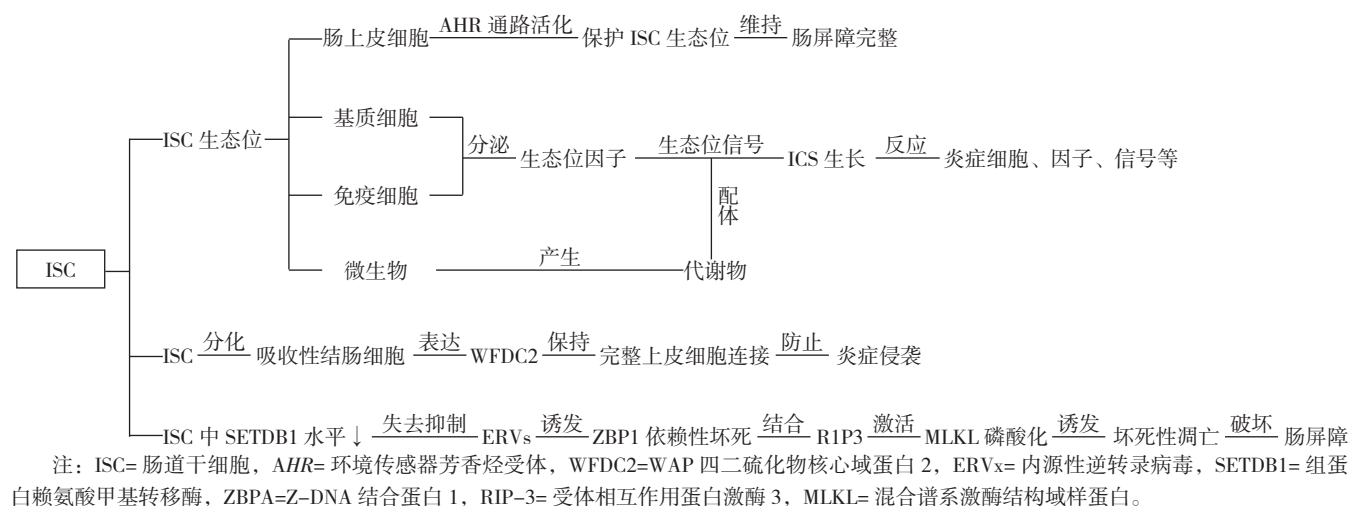 肠上皮细胞 AHR 通路活化 保护 ISC 生态位 维持 肠屏障完整
基质细胞
ISC 生态位 分泌 生态位因子 生态位信号 ICS 生长 反应 炎症细胞、因子、信号等
免疫细胞 配体
ISC 微生物 产生 代谢物
ISC 分化 吸收性结肠细胞 表达 WFDC2 保持 完整上皮细胞连接 防止 炎症侵袭
ISC 中 SETDB1 水平↓ 失去抑制 ERVs 诱发 ZBP1 依赖性坏死 结合 R1P3 激活 MLKL 磷酸化 诱发 坏死性凋亡 破坏 肠屏障
注：ISC= 肠道干细胞，AHR= 环境传感器芳香烃受体，WFDC2=WAP 四二硫化物核心域蛋白 2，ERVx= 内源性逆转录病毒，SETDB1= 组蛋
白赖氨酸甲基转移酶，ZBPA=Z-DNA 结合蛋白 1，RIP-3= 受体相互作用蛋白激酶 3，MLKL= 混合谱系激酶结构域样蛋白。